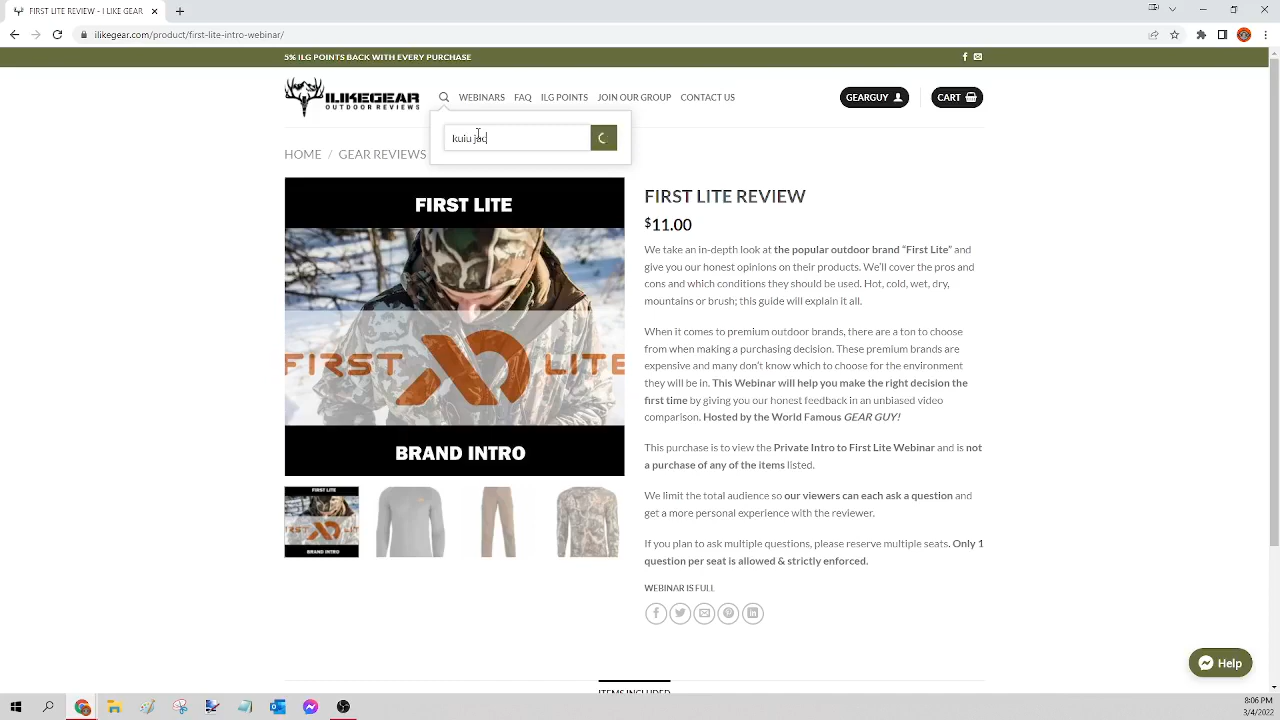 FIRST LITE - GEAR REVIEWS
ilikegear.com/product/first-lite-intro-webinar/
5% ILG POINTS BACK WITH EVERY PURCHASE
ILIKEGEAR
OUTDOOR REVIEWS
WEBINARS
FAQ
ILG POINTS
JOIN OUR GROUP
CONTACT US
GEARGUY
CART
kuiu jac
HOME / GEAR REVIEWS
FIRST LITE
FIRST LITE
BRAND INTRO
FIRST LITE REVIEW
$11.00
We take an in-depth look at the popular outdoor brand “First Lite” and
give you our honest opinions on their products. We’ll cover the pros and
cons and which conditions they should be used. Hot, cold, wet, dry,
mountains or brush; this guide will explain it all.
When it comes to premium outdoor brands, there are a ton to choose
from when making a purchasing decision. These premium brands are
expensive and many don’t know which to choose for the environment
they will be in. This Webinar will help you make the right decision the
first time by giving you our honest feedback in an unbiased video
comparison. Hosted by the World Famous GEAR GUY!
This purchase is to view the Private Intro to First Lite Webinar and is not
a purchase of any of the items listed.
We limit the total audience so our viewers can each ask a question and
get a more personal experience with the reviewer.
If you plan to ask multiple questions, please reserve multiple seats. Only 1
question per seat is allowed & strictly enforced.
WEBINAR IS FULL
FIRST LITE
FIRST LITE
BRAND INTRO
Help
ITEMS INCLUDED
8:05 PM
3/4/2022